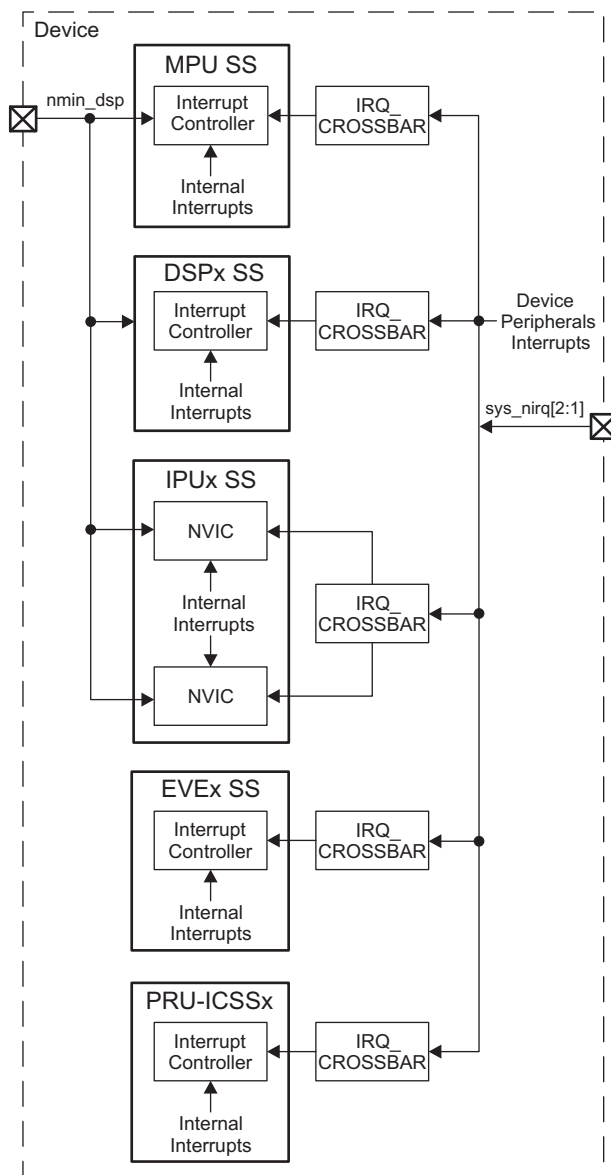 Device
MPU SS
nmin_dsp
Interrupt
Controller
IRQ_
CROSSBAR
Internal
Interrupts
DSPx SS
Interrupt
Controller
IRQ_
CROSSBAR
Device
Peripherals
Interrupts
Internal
Interrupts
sys_nirq[2:1]
IPUx SS
NVIC
Internal
Interrupts
IRQ_
CROSSBAR
NVIC
EVEx SS
Interrupt
Controller
IRQ_
CROSSBAR
Internal
Interrupts
PRU-ICSSx
Interrupt
Controller
IRQ_
CROSSBAR
Internal
Interrupts